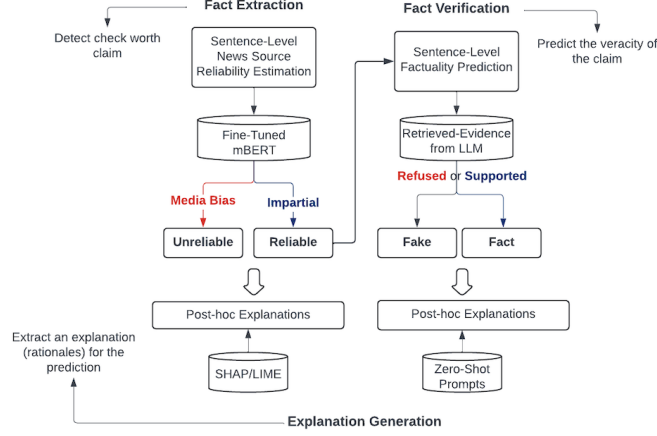 Fact Extraction
Fact Verification
Detect check worth
claim
Sentence-Level
News Source
Reliability Estimation
Sentence-Level
Factuality Prediction
Predict the veracity of
the claim
Fine-Tuned
mBERT
Retrieved-Evidence
from LLM
Media Bias
Impartial
Refused or Supported
Unreliable
Reliable
Fake
Fact
Post-hoc Explanations
Post-hoc Explanations
Extract an explanation
(rationales) for the
prediction
SHAP/LIME
Zero-Shot
Prompts
Explanation Generation